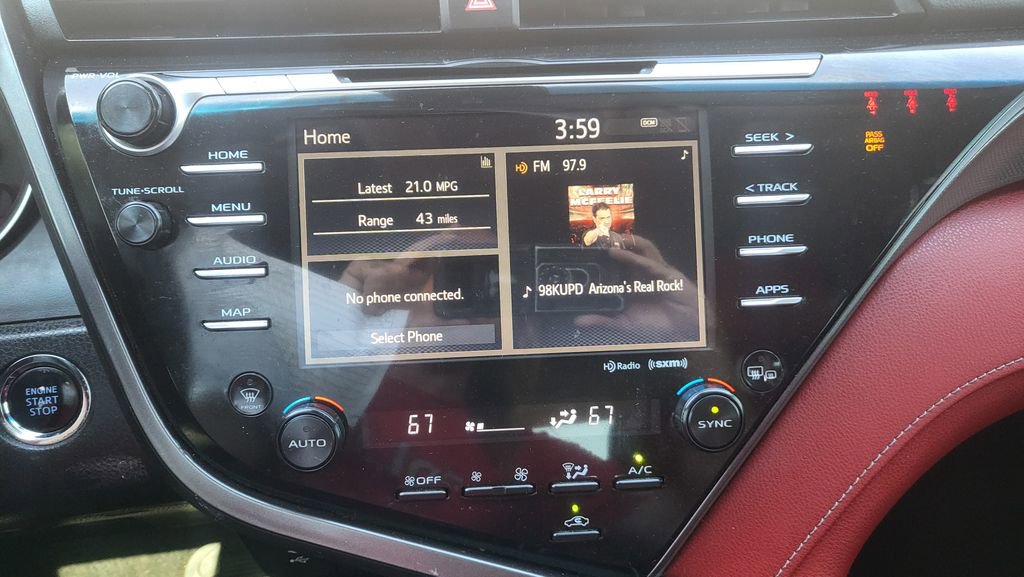 PWR•VOL
HOME
TUNE•SCROLL
MENU
AUDIO
MAP
Home
3:59
DCM
Latest 21.0 MPG
Range 43 miles
No phone connected.
Select Phone
HD FM 97.9
LARRY
MCFEELIE
98KUPD Arizona's Real Rock!
SEEK >
< TRACK
PHONE
APPS
PASS
AIRBAG
OFF
HD Radio ((sxm))
ENGINE
START
STOP
FRONT
AUTO
67
67
SYNC
OFF
A/C